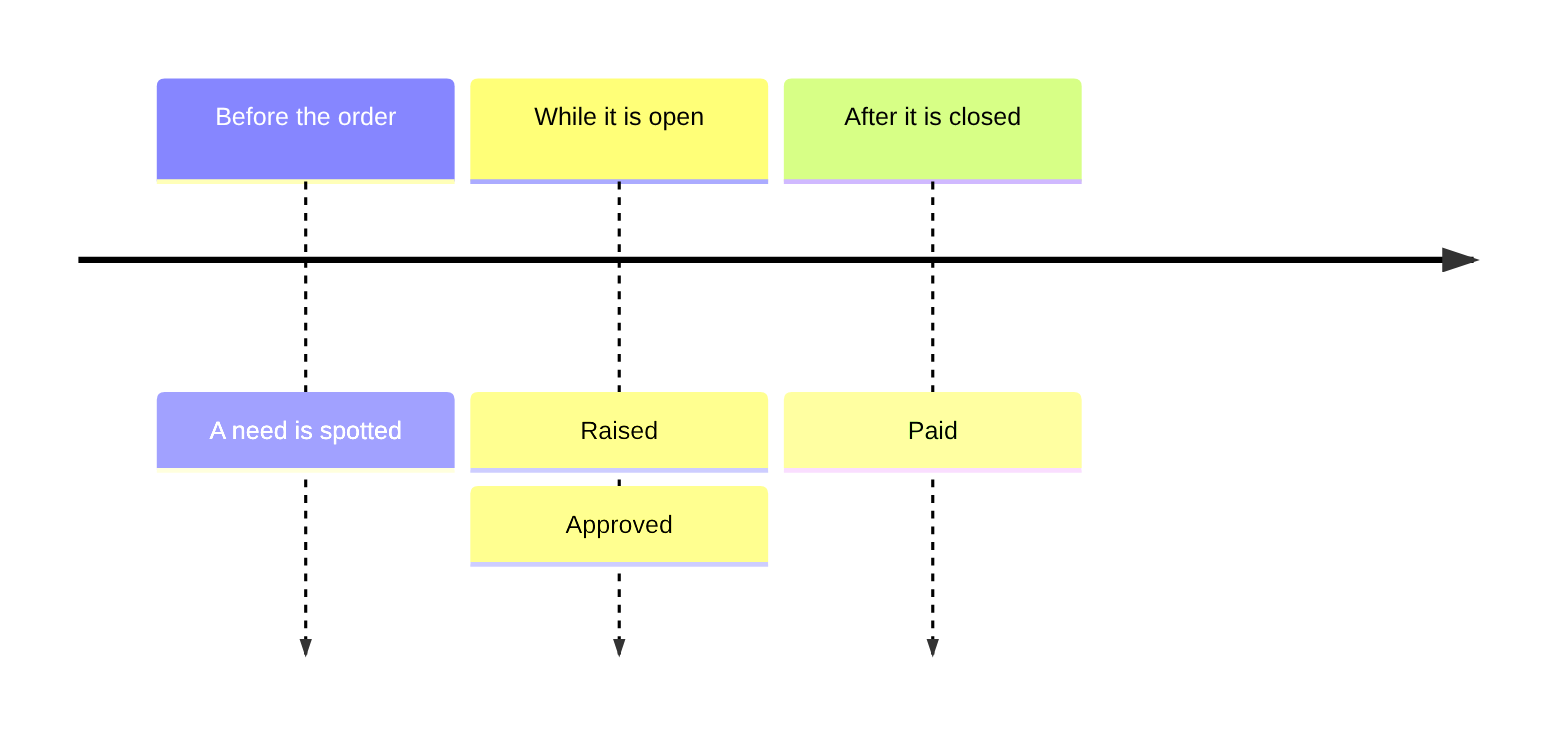 Before the order
While it is open
After it is closed
A need is spotted
Raised
Paid
Approved